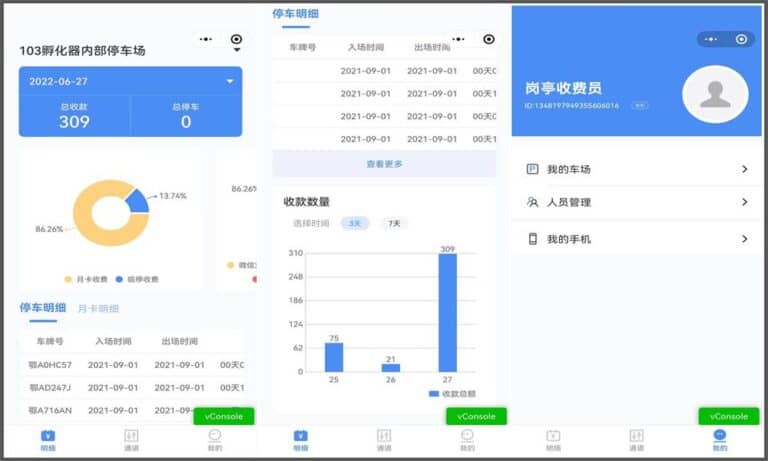 103孵化器内部停车场
2022-06-27
总收款
总停车
309
0
13.74%
86.26%
86.26%
月卡收费
临停收费
微信
停车明细
月卡明细
车牌号
入场时间
出场时间
鄂A0HC57
2021-09-01
2021-09-01
00天0
鄂AD247J
2021-09-01
2021-09-01
00天1
鄂A716AN
2021-09-01
2021-09-01
vConsole
明细
通道
我的
停车明细
车牌号
入场时间
出场时间
2021-09-01
2021-09-01
00天0
2021-09-01
2021-09-01
00天1
2021-09-01
2021-09-01
00天0
2021-09-01
2021-09-01
00天1
查看更多
收款数量
选择时间
3天
7天
310
248
186
124
62
0
75
21
309
25
26
27
收款总额
vConsole
明细
通道
我的
岗亭收费员
ID:1348197949355606016
我的车场
人员管理
我的手机
vConsole
明细
通道
我的